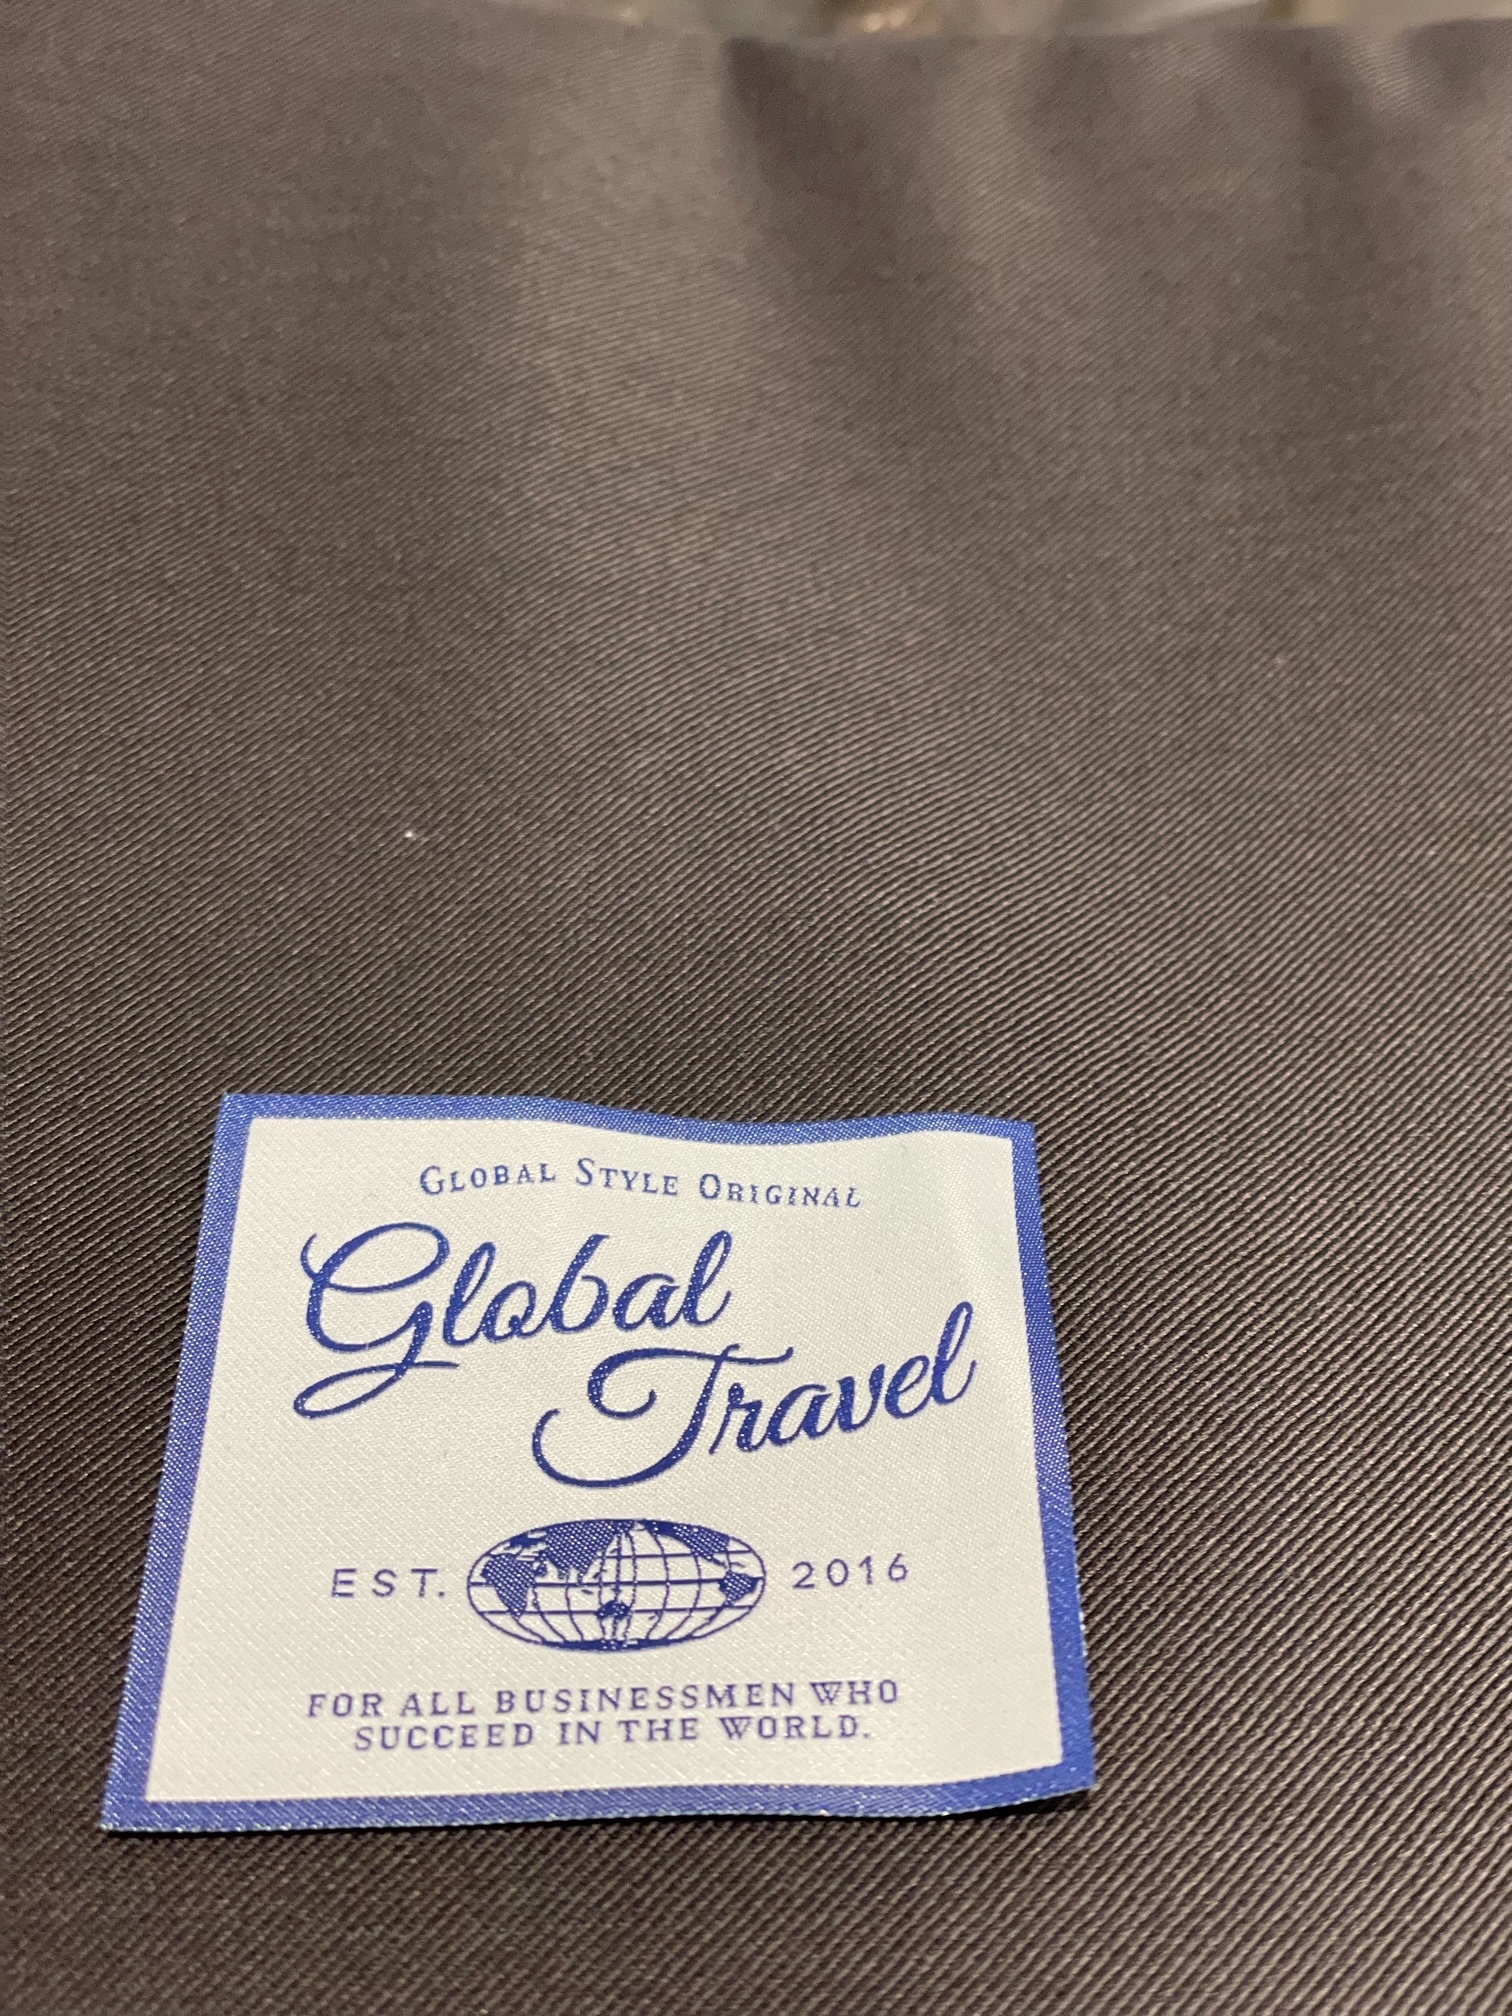 GLOBAL STYLE ORIGINAL
Global
Travel
EST. 2016
FOR ALL BUSINESSMEN WHO
SUCCEED IN THE WORLD.